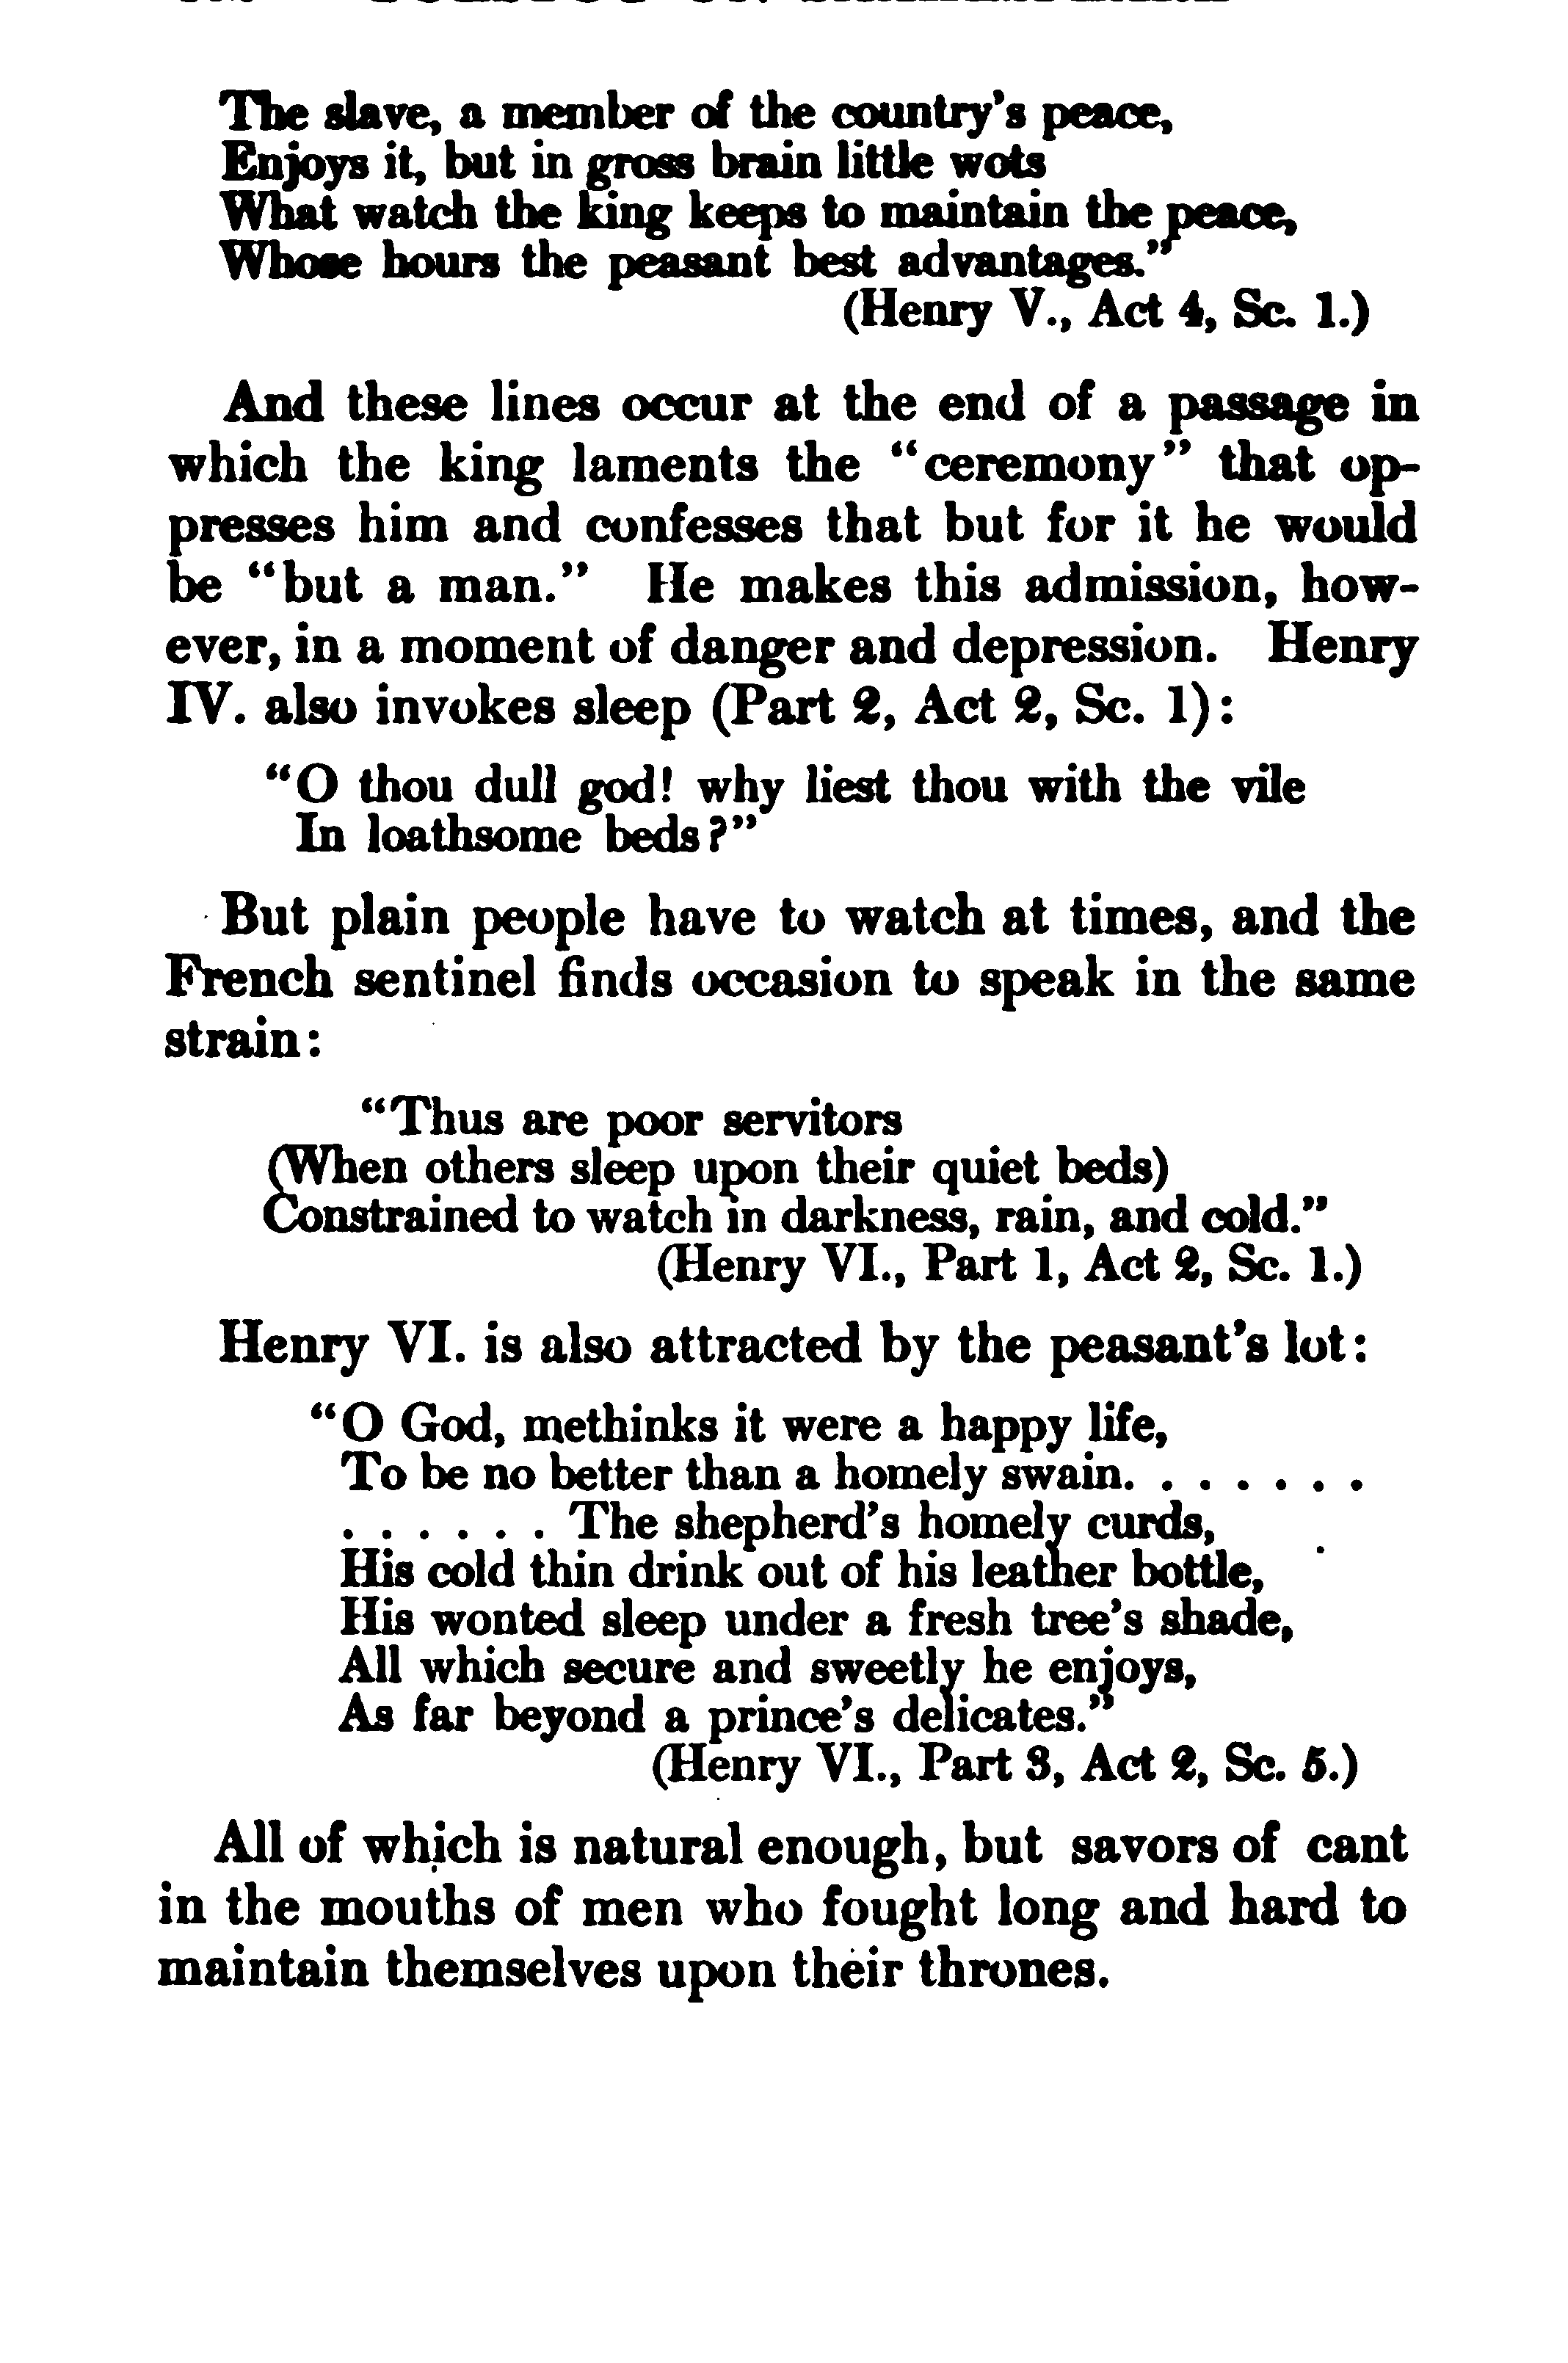 The slave, a member of the country's peace,
Enjoys it, but in gross brain little wots
What watch the king keeps to maintain the peace,
Whose hours the peasant best advantages."
(Henry V., Act 4, Sc. 1.)
And these lines occur at the end of a passage in
which the king laments the "ceremony" that op-
presses him and confesses that but for it he would
be "but a man." He makes this admission, how-
ever, in a moment of danger and depression. Henry
IV. also invokes sleep (Part 2, Act 2, Sc. 1):
"O thou dull god! why liest thou with the vile
In loathsome beds?"
But plain people have to watch at times, and the
French sentinel finds occasion to speak in the same
strain:
"Thus are poor servitors
(When others sleep upon their quiet beds)
Constrained to watch in darkness, rain, and cold."
(Henry VI., Part 1, Act 2, Sc. 1.)
Henry VI. is also attracted by the peasant's lot:
"O God, methinks it were a happy life,
To be no better than a homely swain. . . . . . .
. . . . . . The shepherd's homely curds,
His cold thin drink out of his leather bottle,
His wonted sleep under a fresh tree's shade,
All which secure and sweetly he enjoys,
As far beyond a prince's delicates."
(Henry VI., Part 3, Act 2, Sc. 5.)
All of which is natural enough, but savors of cant
in the mouths of men who fought long and hard to
maintain themselves upon their thrones.